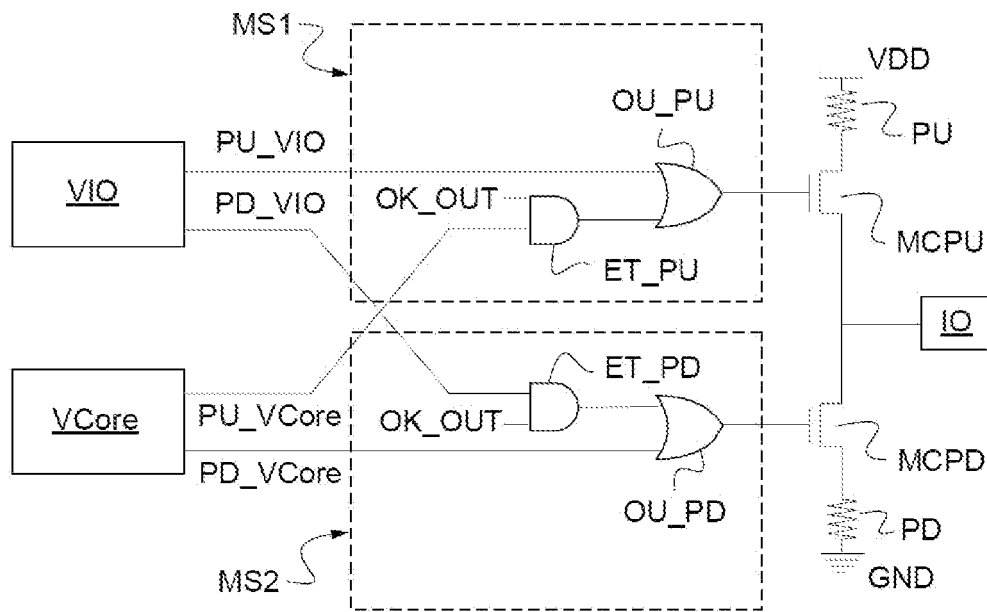 MS1
VDD
OU_PU
PU
PU_VIO
VIO
OK_OUT
PD_VIO
MCPU
ET_PU
IO
ET_PD
VCore
PU_VCore
OK_OUT
MCPD
PD_VCore
OU_PD
PD
MS2
GND